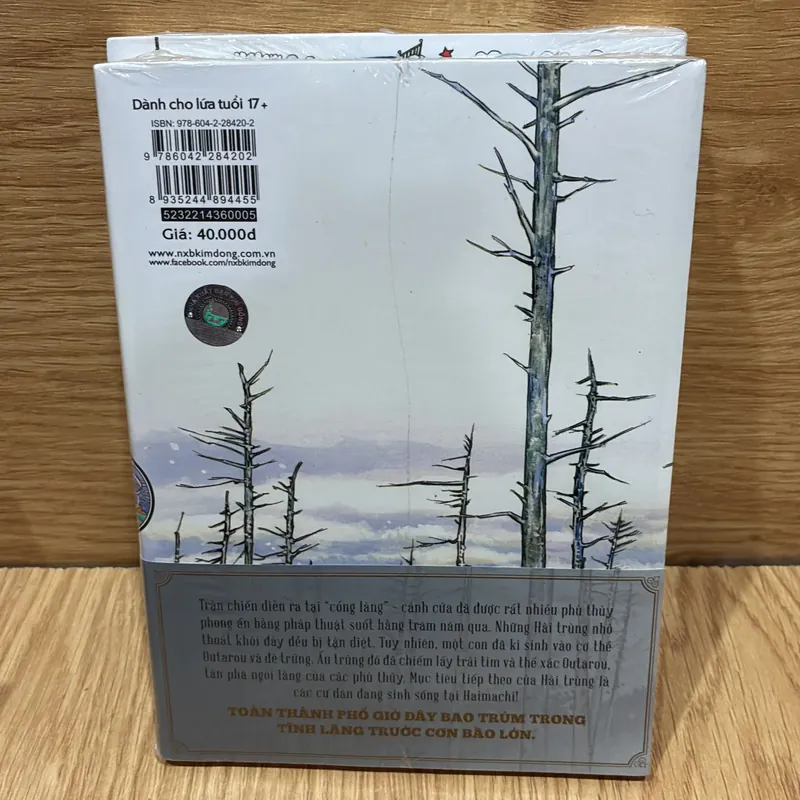 Dành cho lứa tuổi 17+
ISBN: 978-604-2-28420-2
9 786042 284202
8 935244 894455
5232214360005
Giá: 40.000đ
www.nxbkimdong.com.vn
www.facebook.com/nxbkimdong
Trận chiến diễn ra tại "cổng làng" - cánh cửa đã được rất nhiều phù thủy
phong ấn bằng pháp thuật suốt hàng trăm năm qua. Những Hài trùng nhỏ
thoát khỏi đây đều bị tận diệt. Tuy nhiên, một con đã kí sinh vào cơ thể
Outarou và đẻ trứng. Ấu trùng đó đã chiếm lấy trái tim và thể xác Outarou,
tàn phá ngôi làng của các phù thủy. Mục tiêu tiếp theo của Hài trùng là
các cư dân đang sinh sống tại Haimachi!
TOÀN THÀNH PHỐ GIỜ ĐÂY BAO TRÙM TRONG
TĨNH LẶNG TRƯỚC CƠN BÃO LỚN.